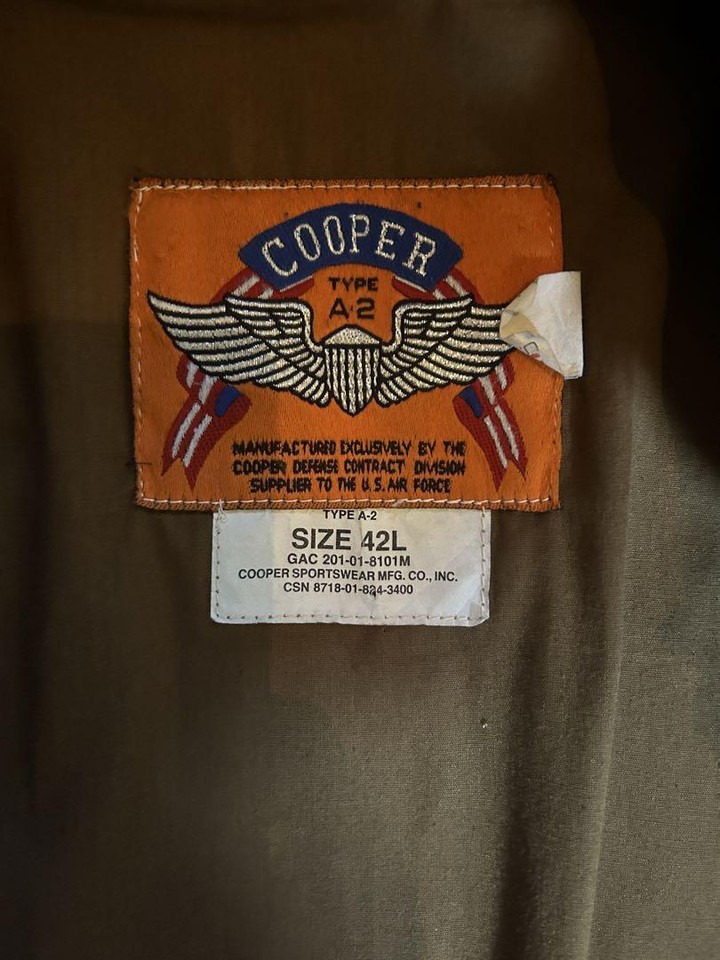 COOPER
TYPE
A-2
MANUFACTURED EXCLUSIVELY BY THE
COOPER DEFENSE CONTRACT DIVISION
SUPPLIER TO THE U.S. AIR FORCE
TYPE A-2
SIZE 42L
GAC 201-01-8101M
COOPER SPORTSWEAR MFG. CO., INC.
CSN 8718-01-824-3400